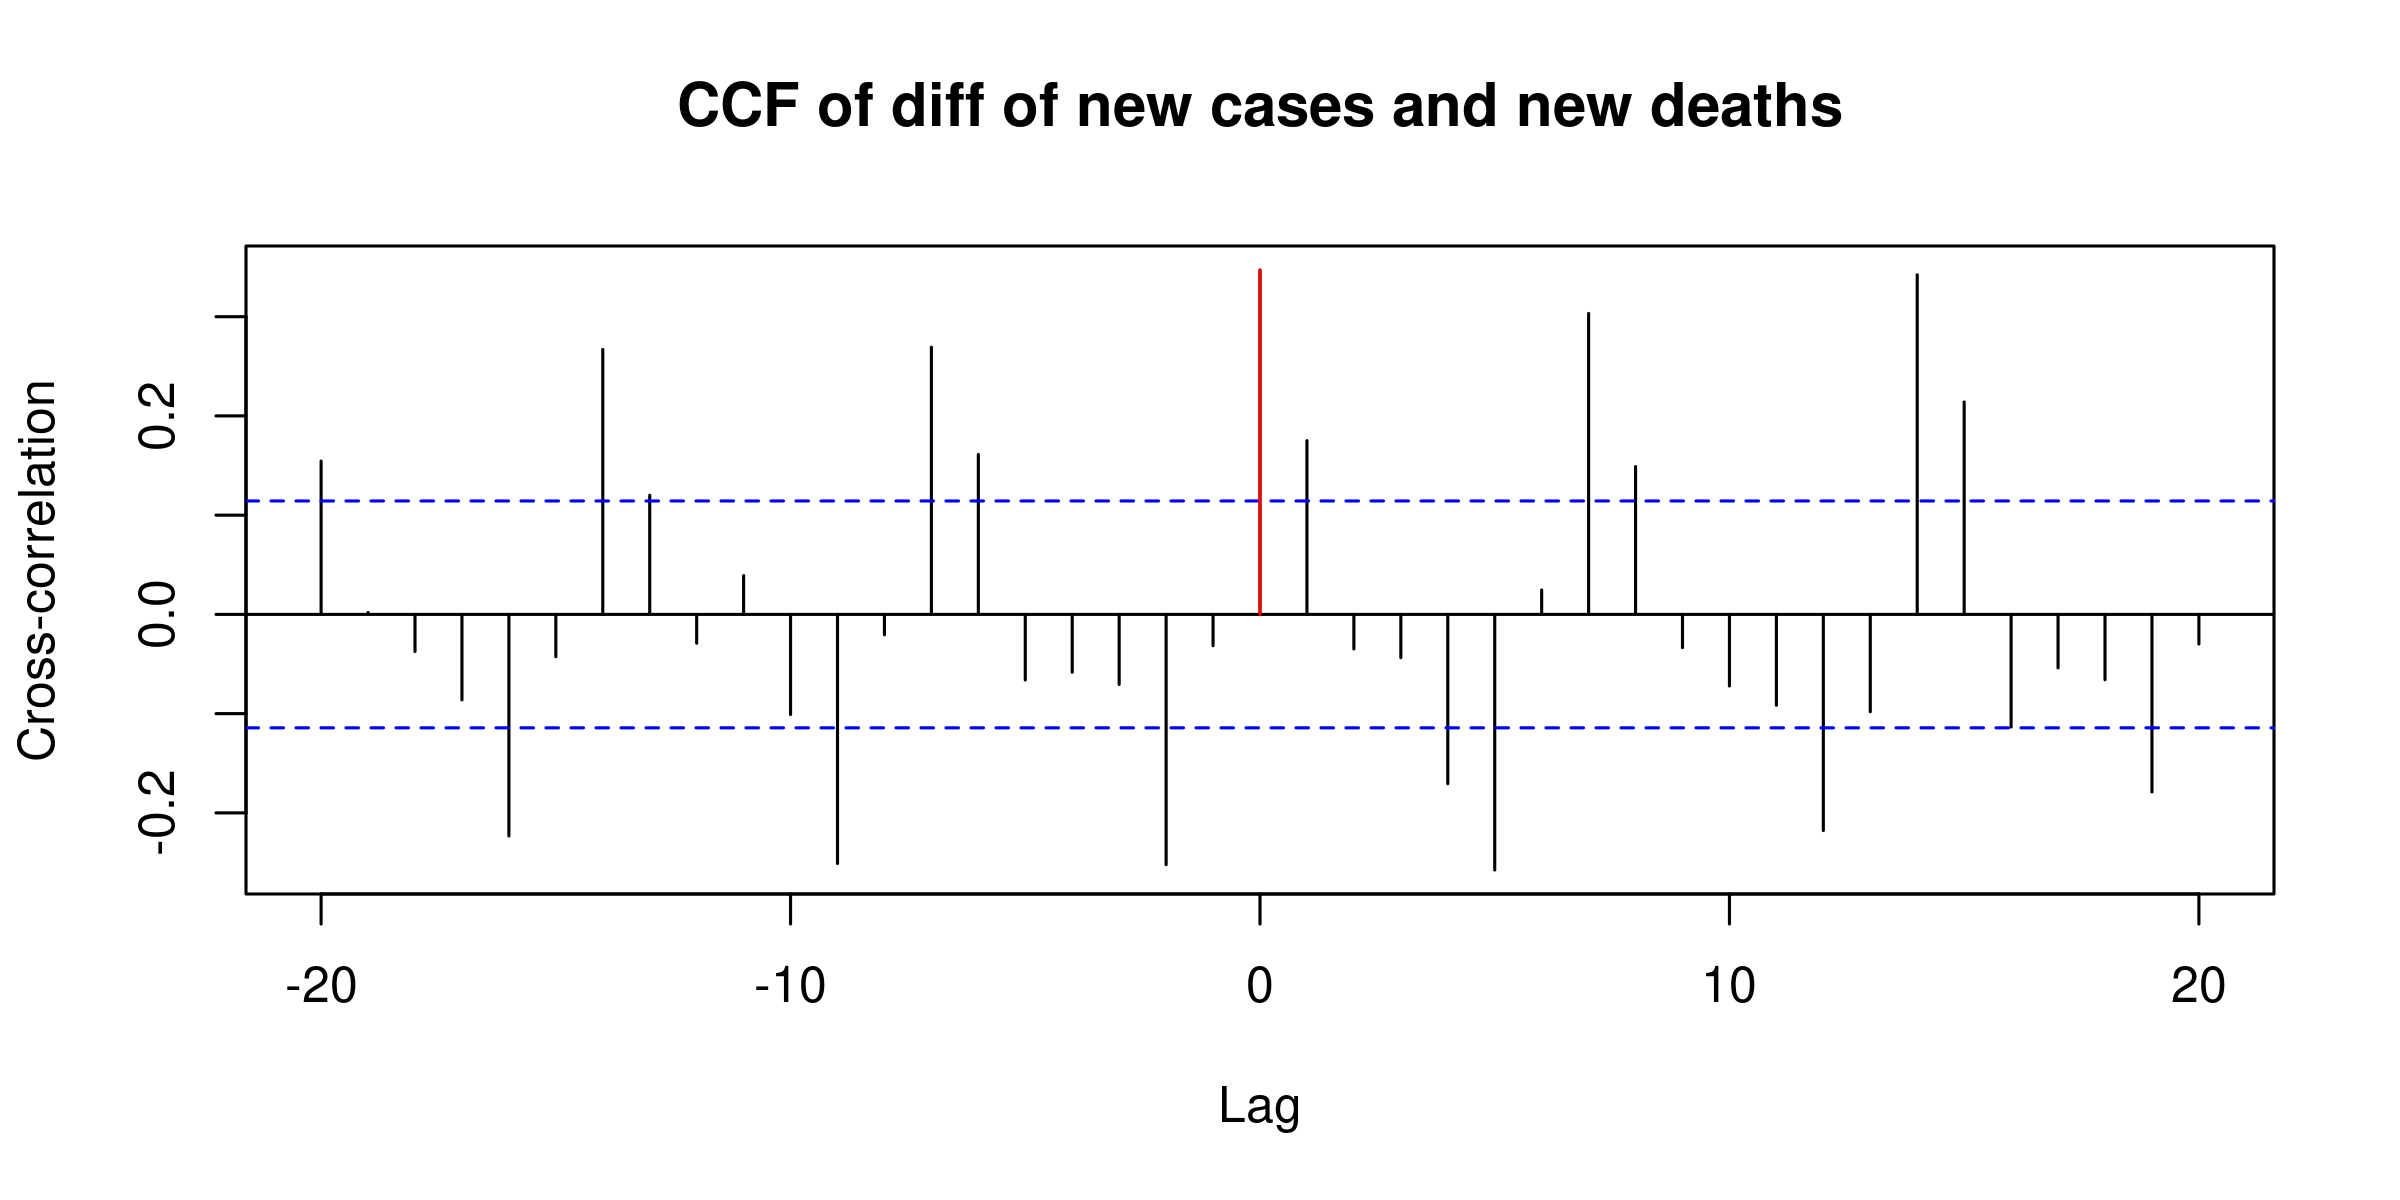 CCF of diff of new cases and new deaths
Cross-correlation
0.2
0.0
-0.2
-20 -10 0 10 20
Lag